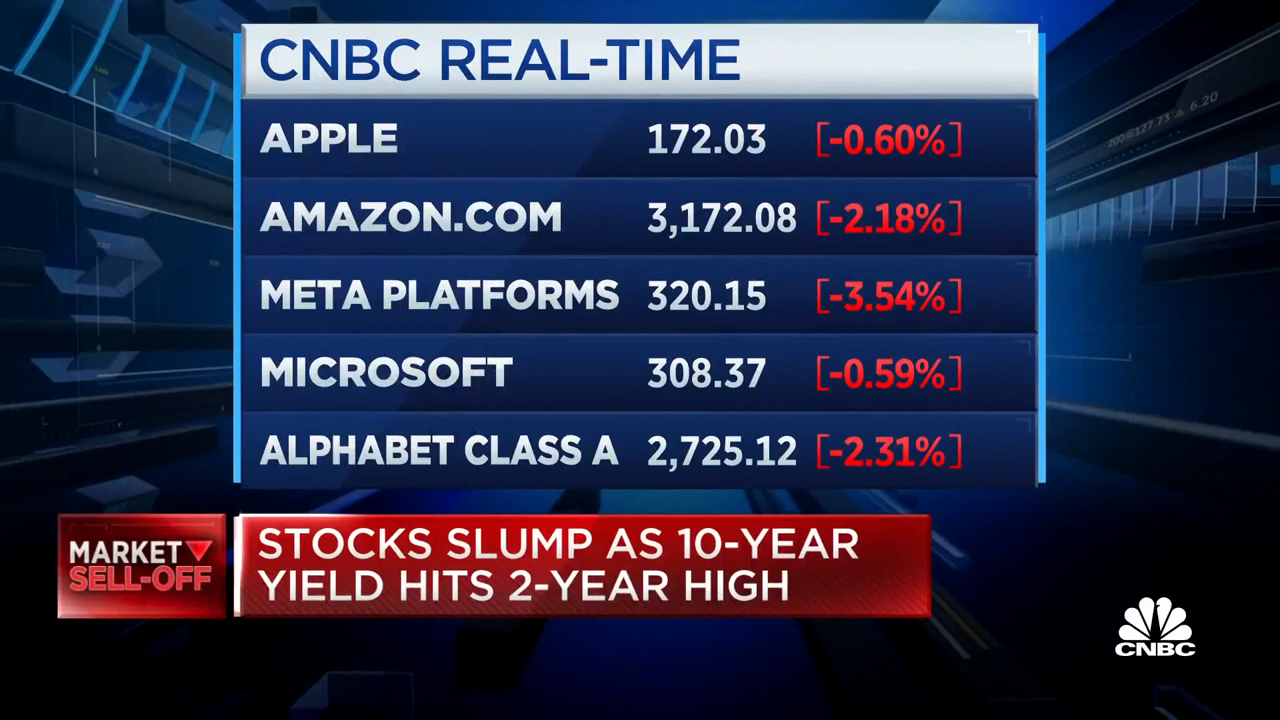 CNBC REAL-TIME
APPLE 172.03 [-0.60%]
AMAZON.COM 3,172.08 [-2.18%]
META PLATFORMS 320.15 [-3.54%]
MICROSOFT 308.37 [-0.59%]
ALPHABET CLASS A 2,725.12 [-2.31%]
MARKET▼
SELL-OFF
STOCKS SLUMP AS 10-YEAR
YIELD HITS 2-YEAR HIGH
CNBC
6.20